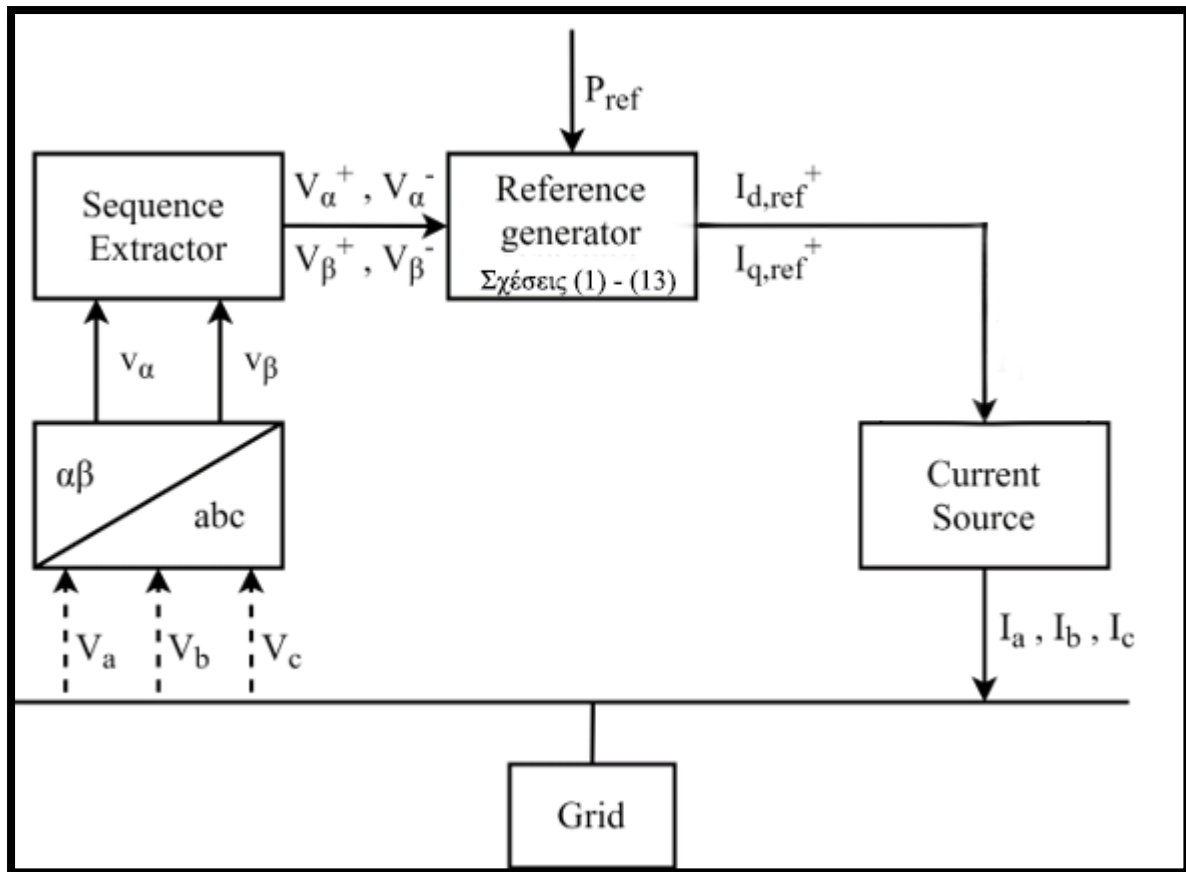 P_ref
Sequence
Extractor
V_α^+ , V_α^-
V_β^+ , V_β^-
Reference
generator
Σχέσεις (1) - (13)
I_d,ref^+
I_q,ref^+
v_α
v_β
αβ
abc
Current
Source
V_a
V_b
V_c
I_a , I_b , I_c
Grid